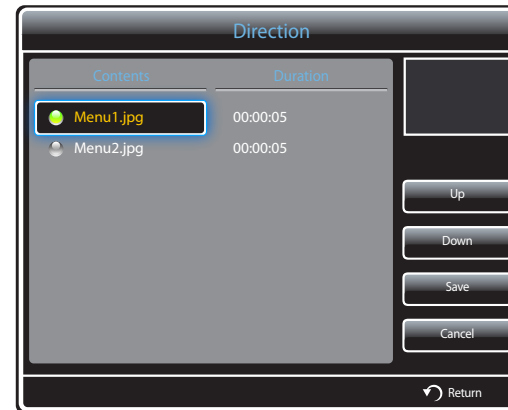 Direction
Contents Duration
Menu1.jpg 00:00:05
Menu2.jpg 00:00:05
Up
Down
Save
Cancel
Return